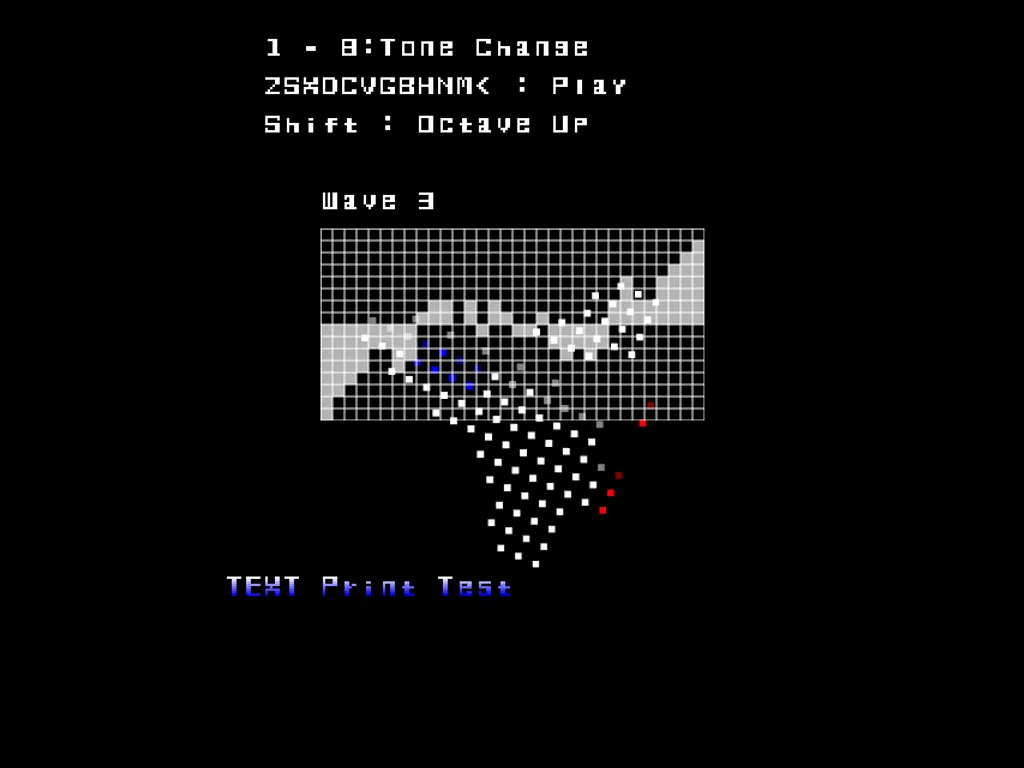 1 - 8:Tone Change
ZSXDCVGBHNM< : Play
Shift : Octave Up
Wave 3
TEXT Print Test